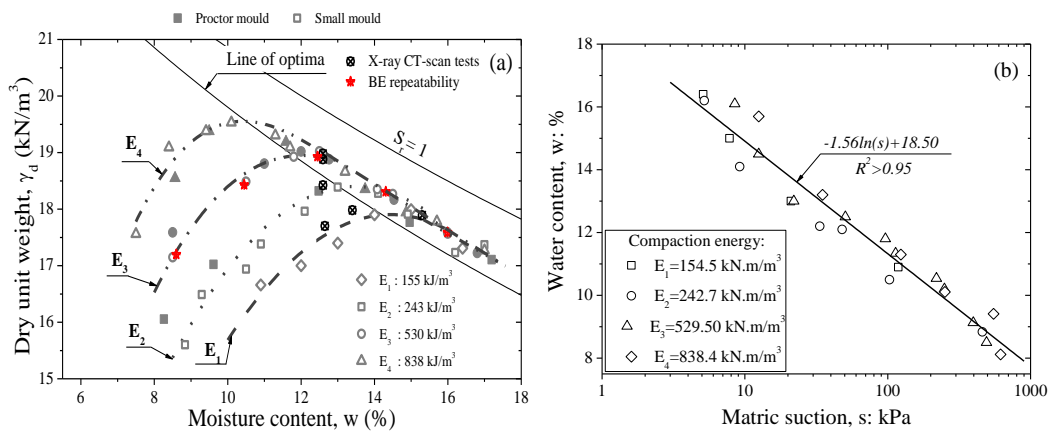 Proctor mould Small mould
21
20
19
18
17
16
15
6 8 10 12 14 16 18
Dry unit weight, γd (kN/m³)
Moisture content, w (%)
(a)
Line of optima
X-ray CT-scan tests
BE repeatability
Sr=1
E4
E3
E2
E1
E1 : 155 kJ/m³
E2 : 243 kJ/m³
E3 : 530 kJ/m³
E4 : 838 kJ/m³
18
16
14
12
10
8
1 10 100 1000
Water content, w: %
Matric suction, s: kPa
(b)
-1.56ln(s)+18.50
R²>0.95
Compaction energy:
E1=154.5 kN.m/m³
E2=242.7 kN.m/m³
E3=529.50 kN.m/m³
E4=838.4 kN.m/m³